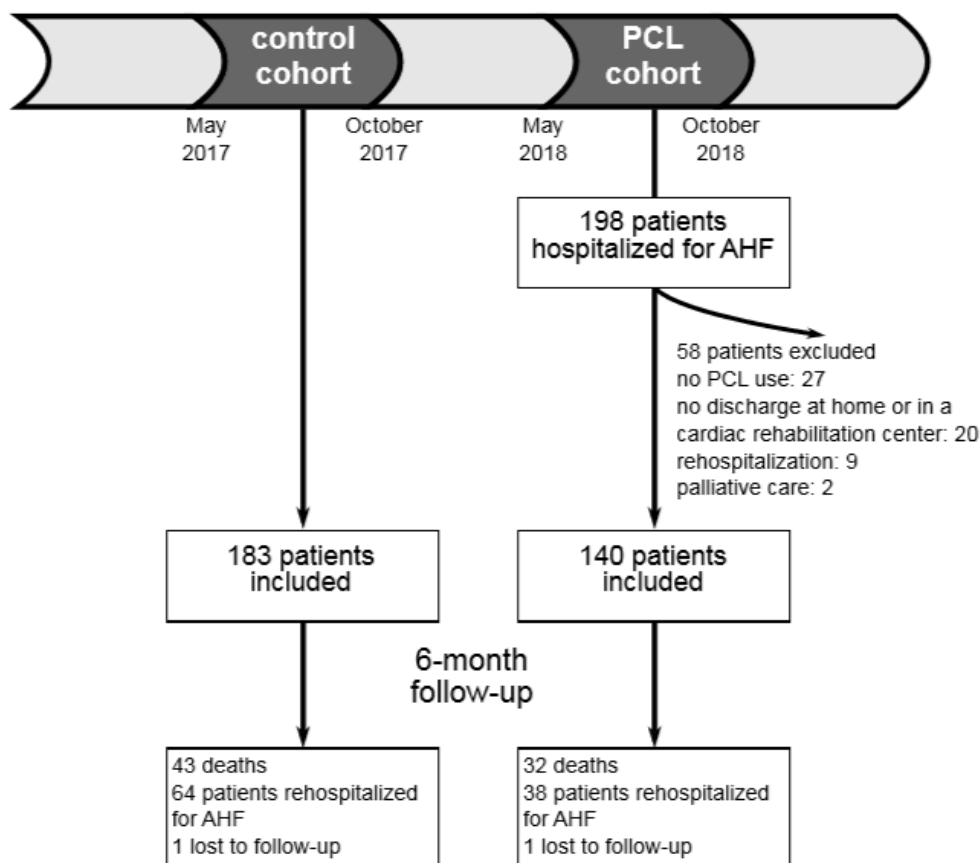 control
cohort
PCL
cohort
May
2017
October
2017
May
2018
October
2018
198 patients
hospitalized for AHF
58 patients excluded
no PCL use: 27
no discharge at home or in a
cardiac rehabilitation center: 20
rehospitalization: 9
palliative care: 2
183 patients
included
140 patients
included
6-month
follow-up
43 deaths
64 patients rehospitalized
for AHF
1 lost to follow-up
32 deaths
38 patients rehospitalized
for AHF
1 lost to follow-up